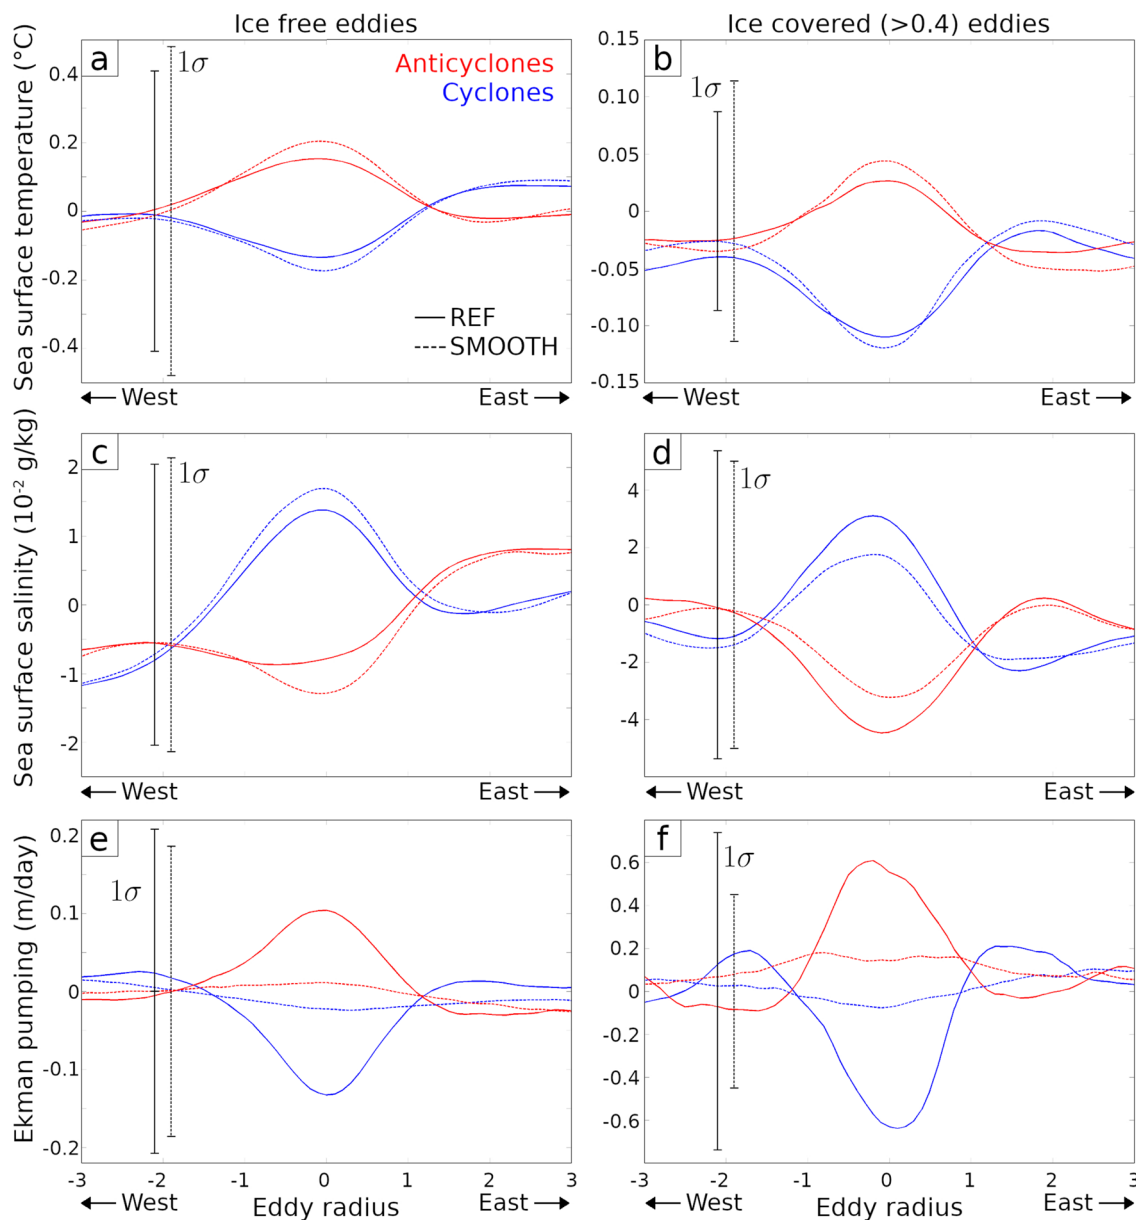 Ice free eddies
Ice covered (>0.4) eddies
Sea surface temperature (°C)
a
1σ
Anticyclones
Cyclones
REF
SMOOTH
0.4
0.2
0
-0.2
-0.4
West
East
b
1σ
0.15
0.10
0.05
0
-0.05
-0.10
-0.15
West
East
Sea surface salinity (10⁻² g/kg)
c
1σ
2
1
0
-1
-2
West
East
d
1σ
4
2
0
-2
-4
West
East
Ekman pumping (m/day)
e
1σ
0.2
0.1
0
-0.1
-0.2
-3 -2 -1 0 1 2 3
West
Eddy radius
East
f
1σ
0.6
0.4
0.2
0
-0.2
-0.4
-0.6
-3 -2 -1 0 1 2 3
West
Eddy radius
East